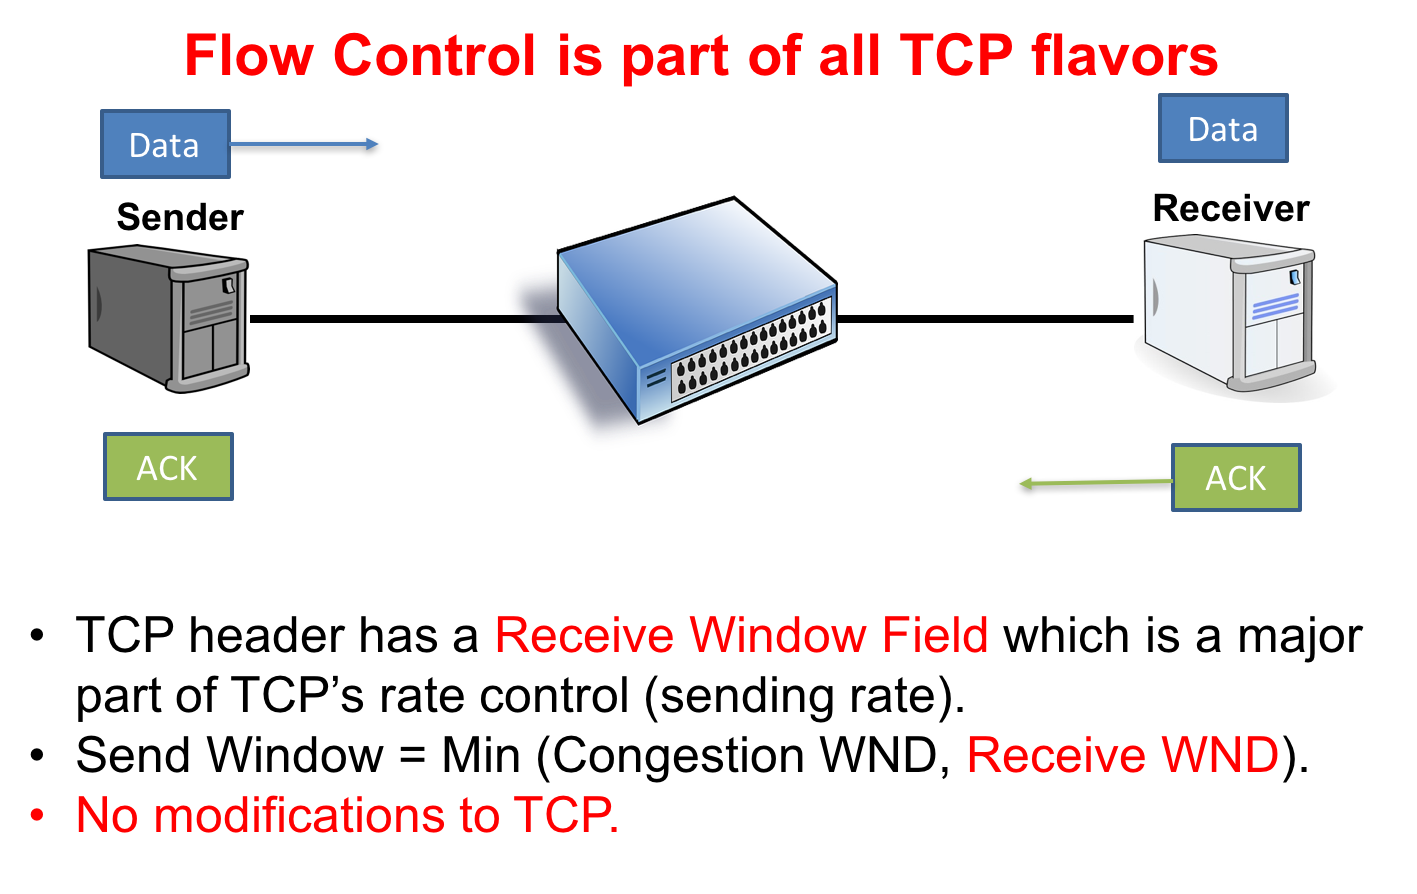 Flow Control is part of all TCP flavors
Data
Data
Sender
Receiver
ACK
ACK
• TCP header has a Receive Window Field which is a major
part of TCP’s rate control (sending rate).
• Send Window = Min (Congestion WND, Receive WND).
• No modifications to TCP.